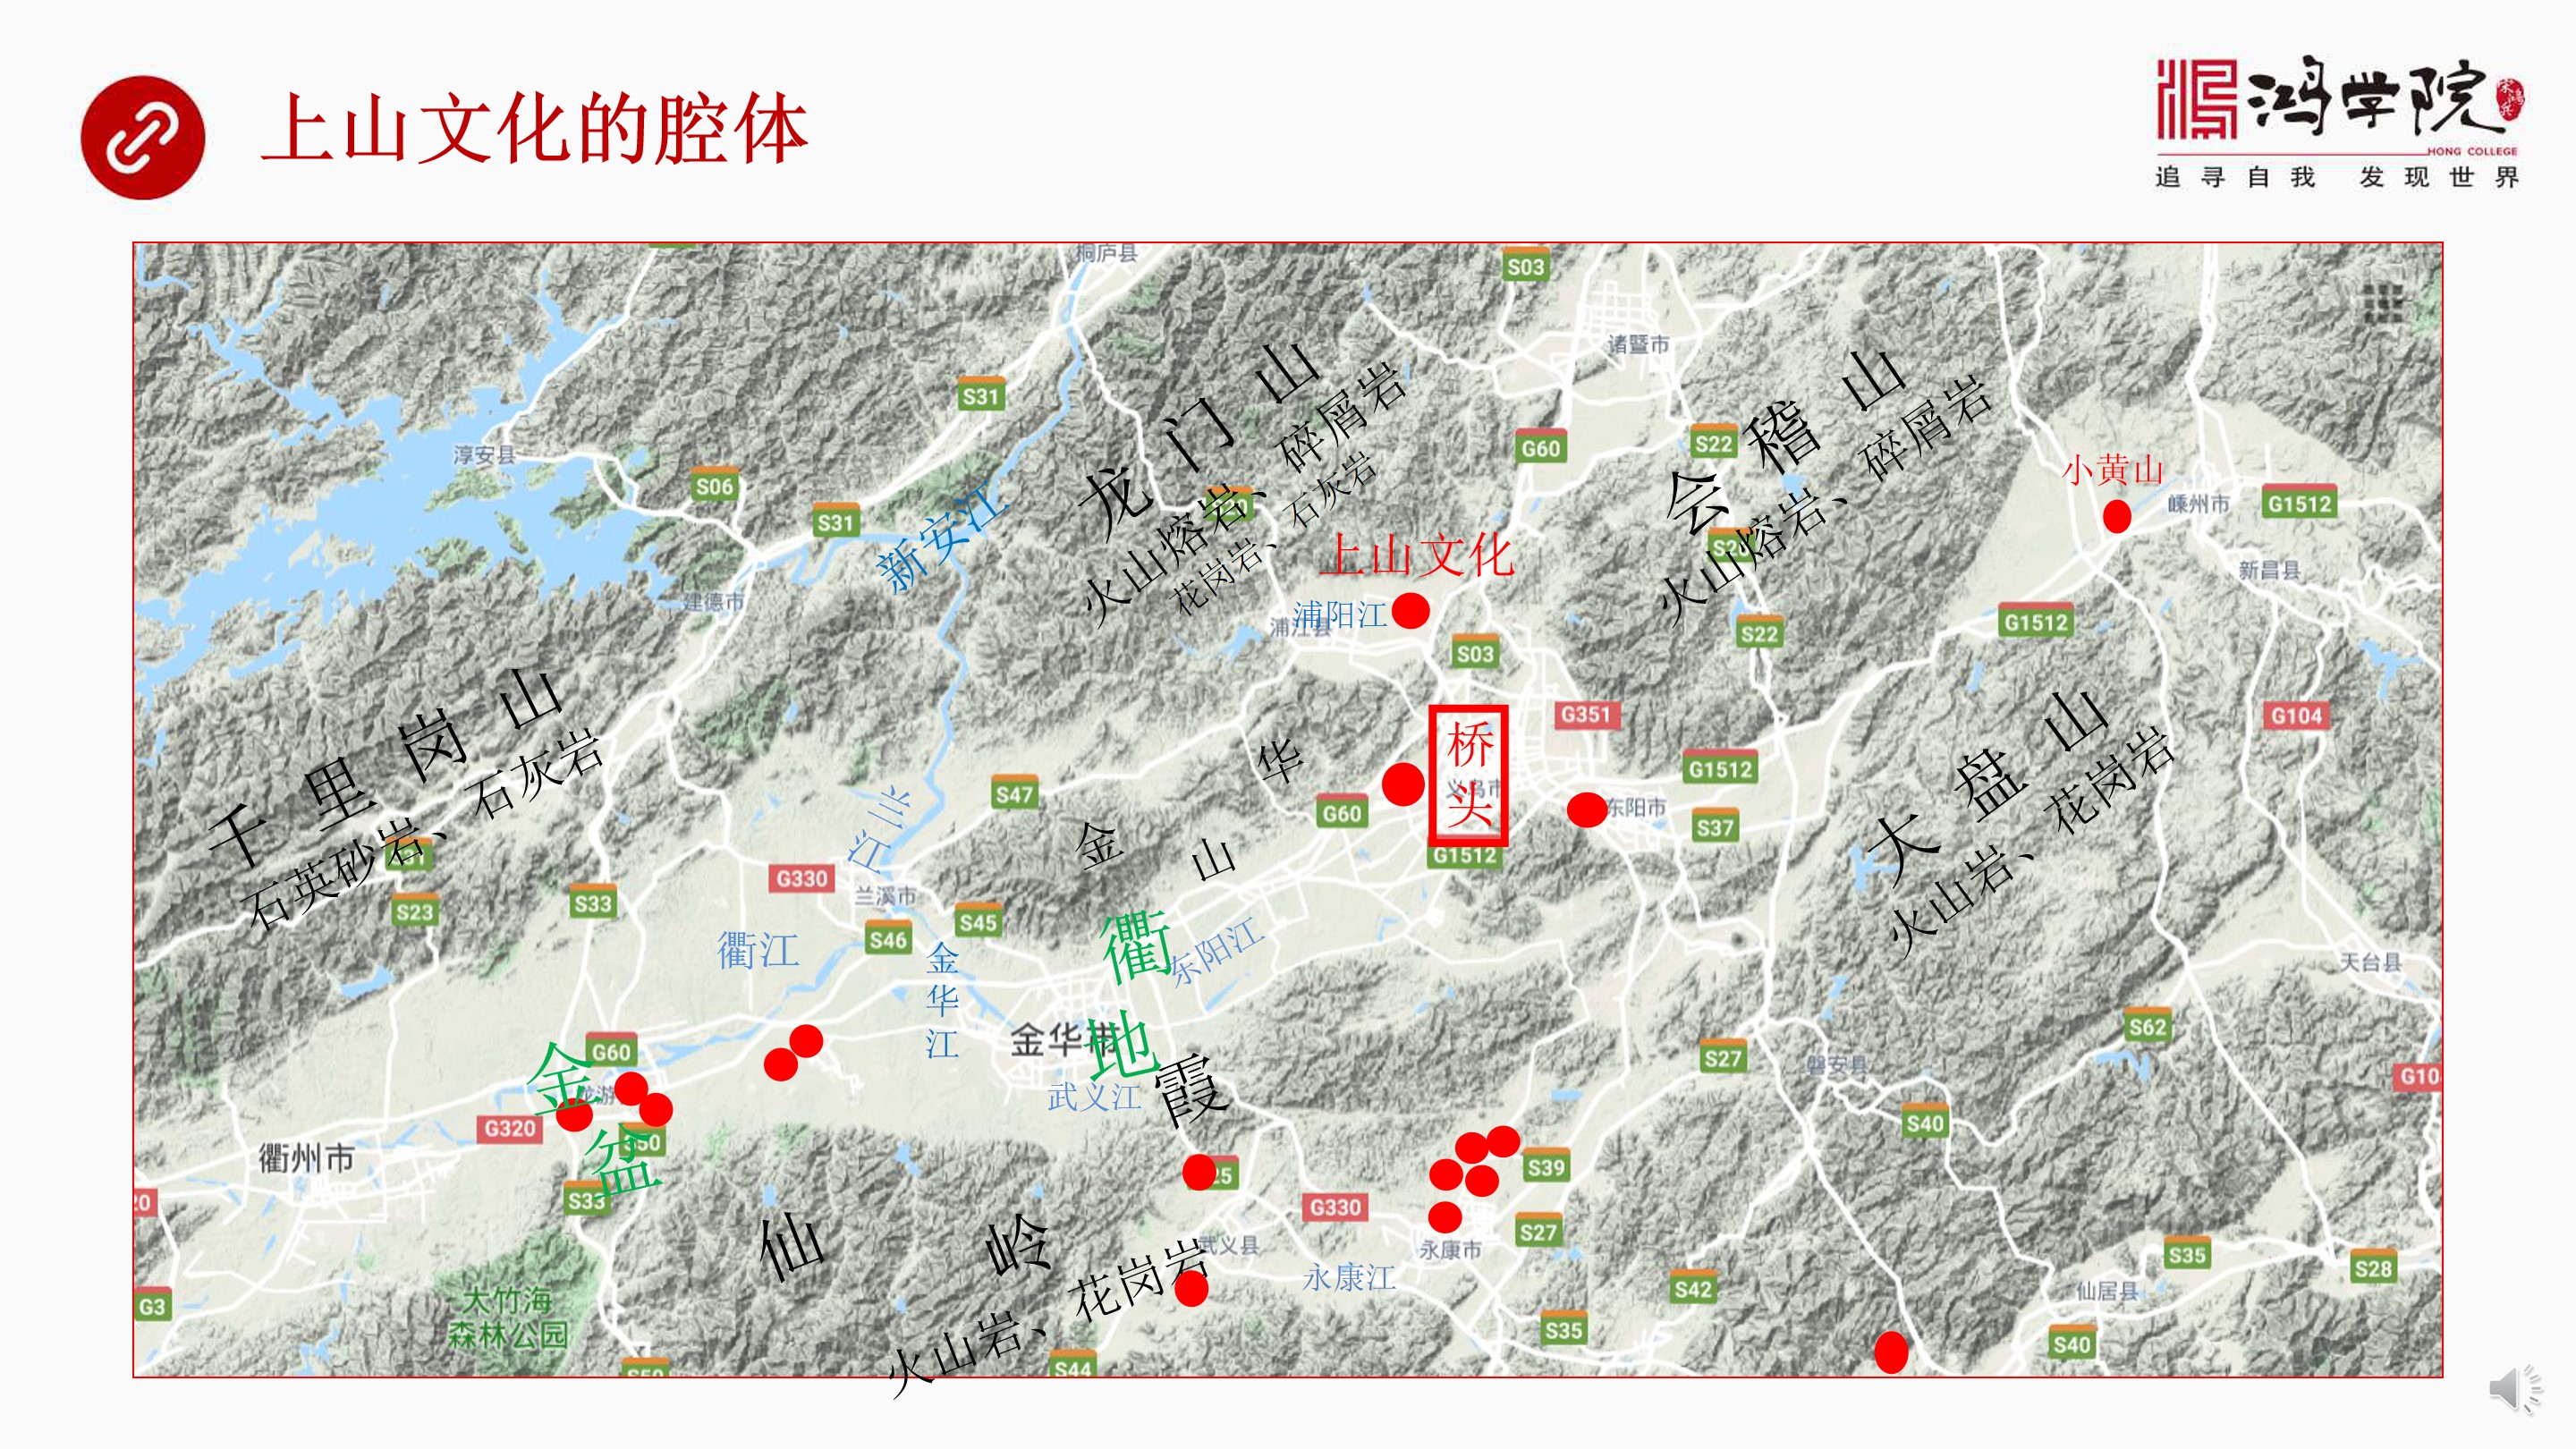 上山文化的腔体
鸿学院
HONG COLLEGE
追寻自我 发现世界
桐庐县
S03
诸暨市
S31
龙门山
火山熔岩、碎屑岩
花岗岩、石灰岩
会稽山
火山熔岩、碎屑岩
G60
S22
淳安县
S06
S31
新安江
小黄山
嵊州市
G1512
上山文化
新昌县
建德市
浦阳江
浦江县
S22
G1512
S03
千里岗山
石英砂岩、石灰岩
G351
G104
桥头
义乌市
大盘山
火山岩、花岗岩
S47
金华山
G60
G1512
东阳市
S37
兰江
G1512
G330
兰溪市
S23
S33
S46
S45
衢江
金华江
东阳江
天台县
金衢盆地
G60
金华市
S62
S27
磐安县
武义江
龙游
G320
衢州市
S40
G10
20
S33
仙霞岭
火山岩、花岗岩
S39
G330
S27
武义县
永康市
永康江
S35
S28
G3
大竹海
森林公园
S42
仙居县
S35
S40
S44